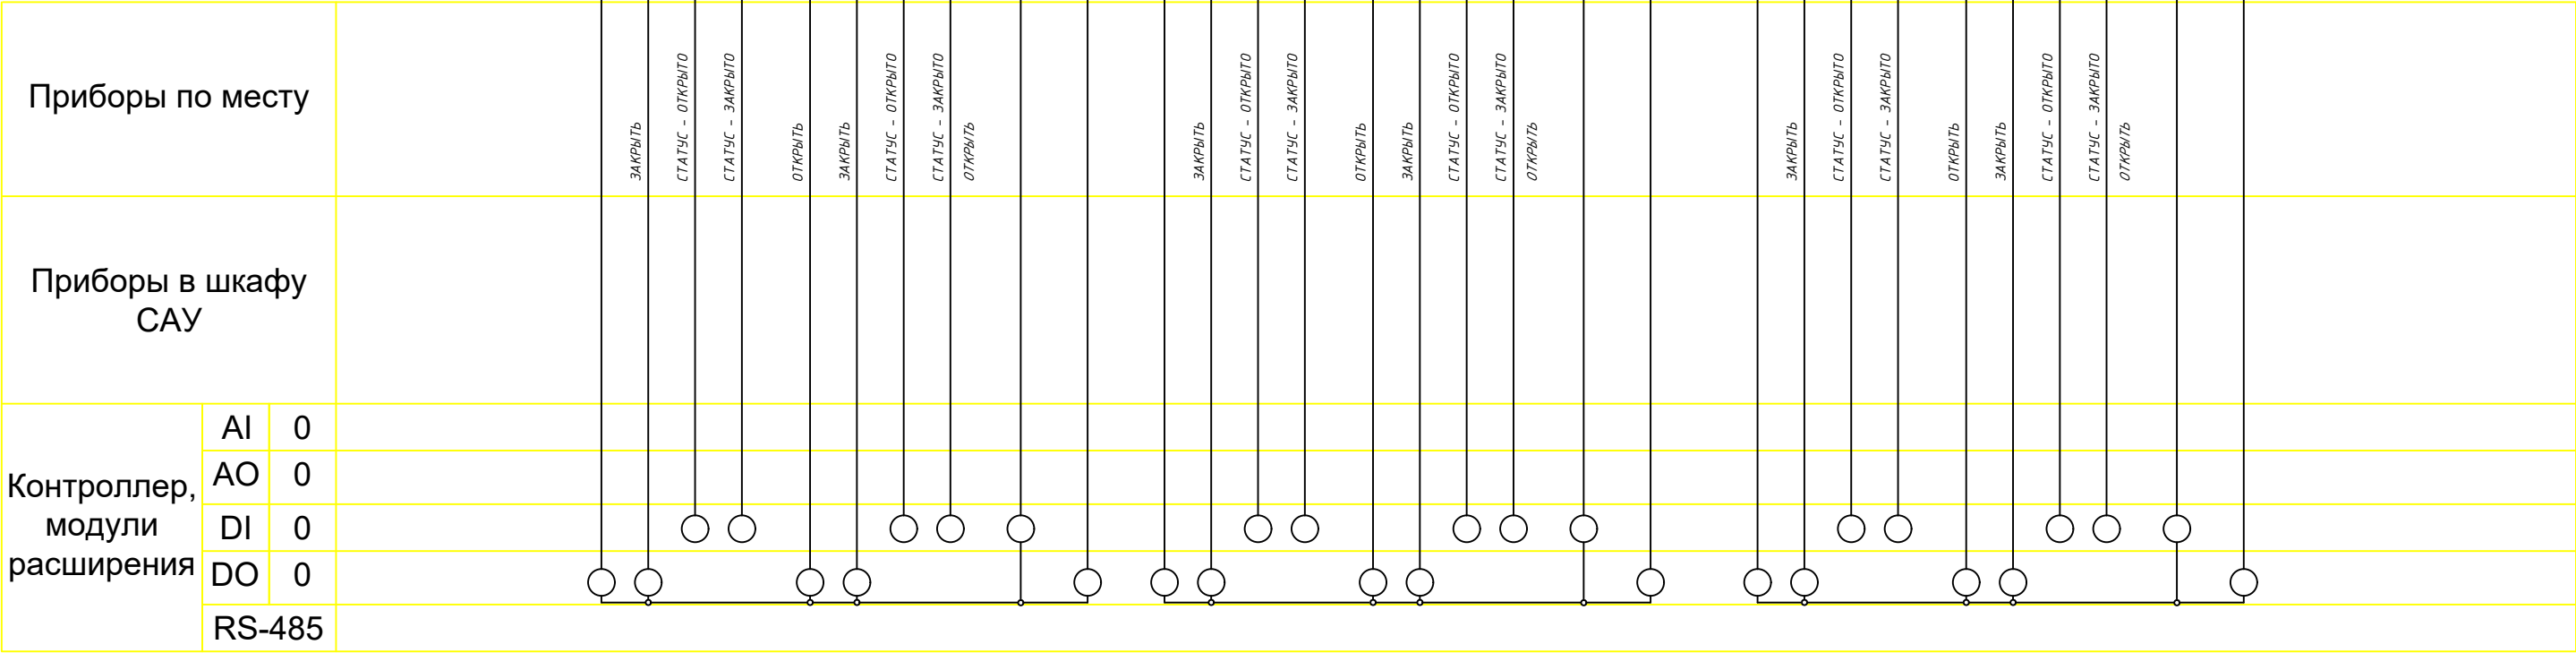 Приборы по месту
ЗАКРЫТЬ
СТАТУС - ОТКРЫТО
СТАТУС - ЗАКРЫТО
ОТКРЫТЬ
ЗАКРЫТЬ
СТАТУС - ОТКРЫТО
СТАТУС - ЗАКРЫТО
ОТКРЫТЬ
ЗАКРЫТЬ
СТАТУС - ОТКРЫТО
СТАТУС - ЗАКРЫТО
ОТКРЫТЬ
ЗАКРЫТЬ
СТАТУС - ОТКРЫТО
СТАТУС - ЗАКРЫТО
ОТКРЫТЬ
ЗАКРЫТЬ
СТАТУС - ОТКРЫТО
СТАТУС - ЗАКРЫТО
ОТКРЫТЬ
ЗАКРЫТЬ
СТАТУС - ОТКРЫТО
СТАТУС - ЗАКРЫТО
ОТКРЫТЬ
Приборы в шкафу
САУ
Контроллер,
модули
расширения
AI 0
AO 0
DI 0
DO 0
RS-485